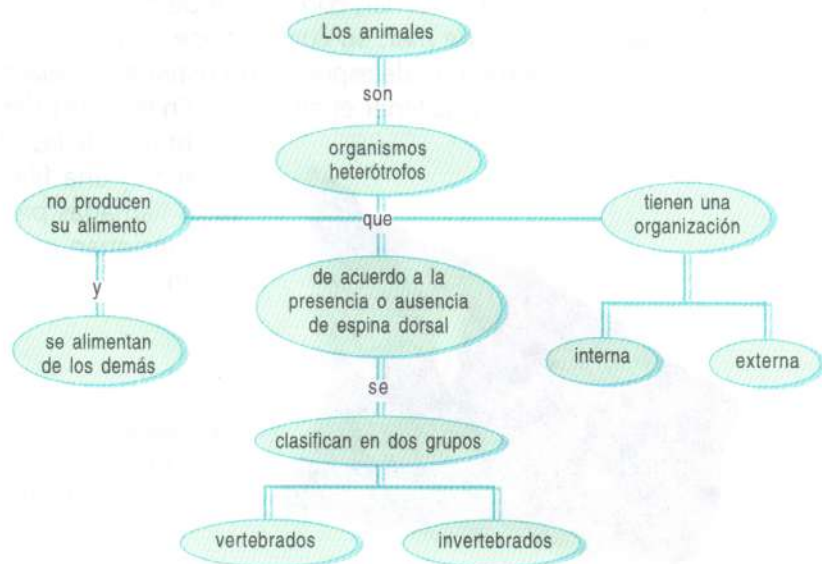 Los animales
son
organismos
heterótrofos
no producen
su alimento
que
tienen una
organización
y
de acuerdo a la
presencia o ausencia
de espina dorsal
se alimentan
de los demás
interna
externa
se
clasifican en dos grupos
vertebrados
invertebrados